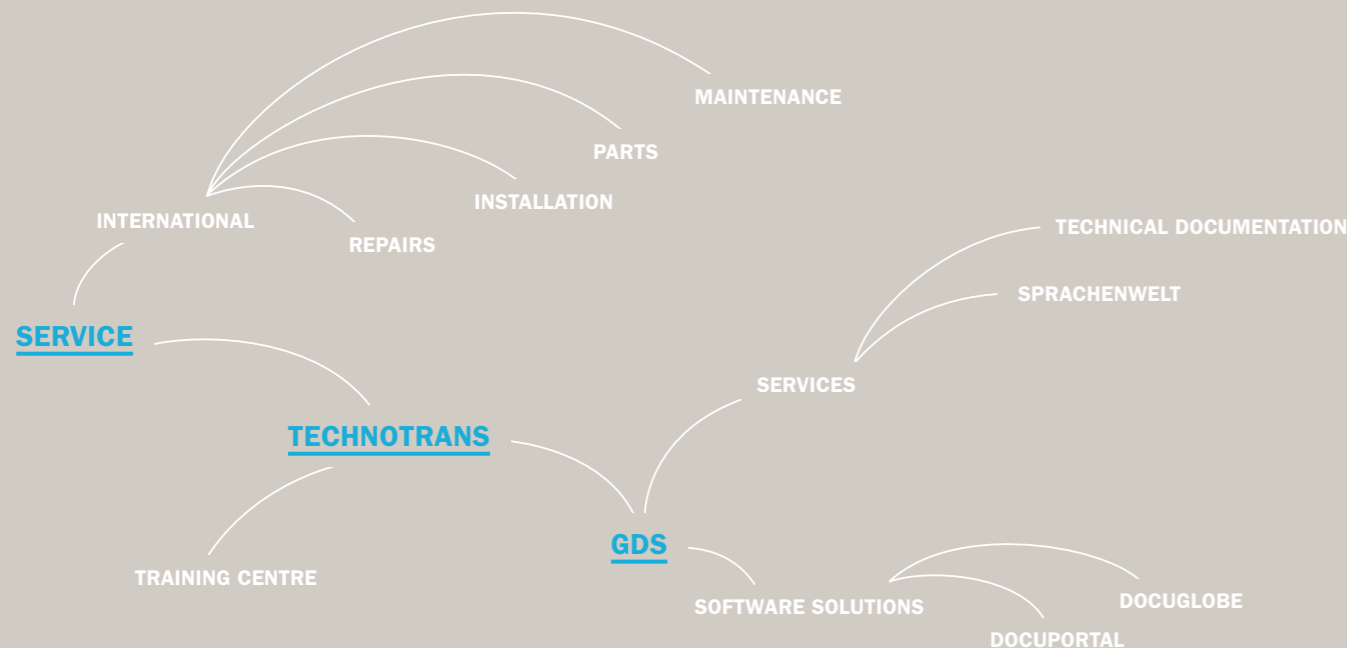 MAINTENANCE
PARTS
INSTALLATION
INTERNATIONAL
REPAIRS
TECHNICAL DOCUMENTATION
SPRACHENWELT
SERVICE
SERVICES
TECHNOTRANS
GDS
TRAINING CENTRE
SOFTWARE SOLUTIONS
DOCUGLOBE
DOCUPORTAL